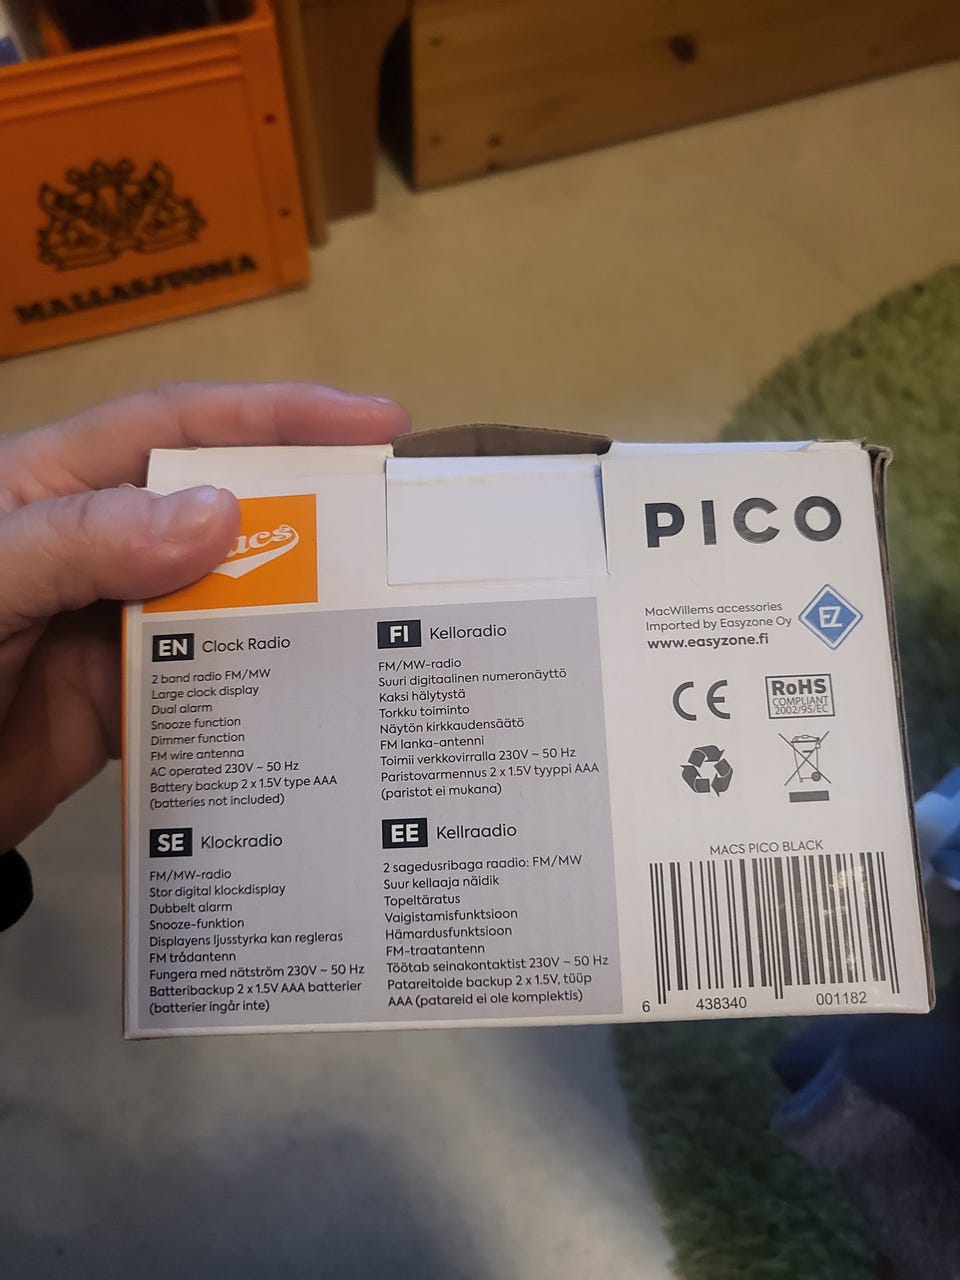 MALLASJUOMA
acs
PICO
MacWillems accessories
Imported by Easyzone Oy
www.easyzone.fi
EZ
CE
RoHS
COMPLIANT
2002/95/EC
EN Clock Radio
2 band radio FM/MW
Large clock display
Dual alarm
Snooze function
Dimmer function
FM wire antenna
AC operated 230V ~ 50 Hz
Battery backup 2 x 1.5V type AAA
(batteries not included)
FI Kelloradio
FM/MW-radio
Suuri digitaalinen numeronäyttö
Kaksi hälytystä
Torkku toiminto
Näytön kirkkaudensäätö
FM lanka-antenni
Toimii verkkovirralla 230V ~ 50 Hz
Paristovarmennus 2 x 1.5V tyyppi AAA
(paristot ei mukana)
SE Klockradio
FM/MW-radio
Stor digital klockdisplay
Dubbelt alarm
Snooze-funktion
Displayens ljusstyrka kan regleras
FM trådantenn
Fungera med nätström 230V ~ 50 Hz
Batteribackup 2 x 1.5V AAA batterier
(batterier ingår inte)
EE Kellraadio
2 sagedusribaga raadio: FM/MW
Suur kellaaja näidik
Topeltäratus
Vaigistamisfunktsioon
Hämardusfunktsioon
FM-traatantenn
Töötab seinakontaktist 230V ~ 50 Hz
Patareitoide backup 2 x 1.5V, tüüp
AAA (patareid ei ole komplektis)
MACS PICO BLACK
6 438340 001182